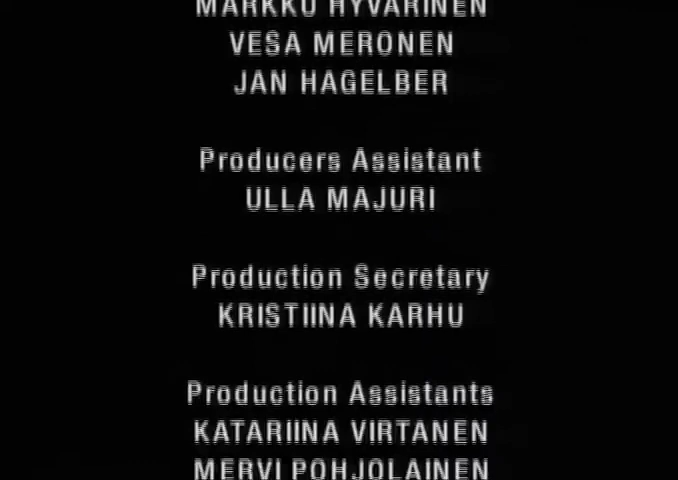 MARKKU HYVARINEN
VESA MERONEN
JAN HAGELBER
Producers Assistant
ULLA MAJURI
Production Secretary
KRISTIINA KARHU
Production Assistants
KATARIINA VIRTANEN
MERVI POHJOLAINEN